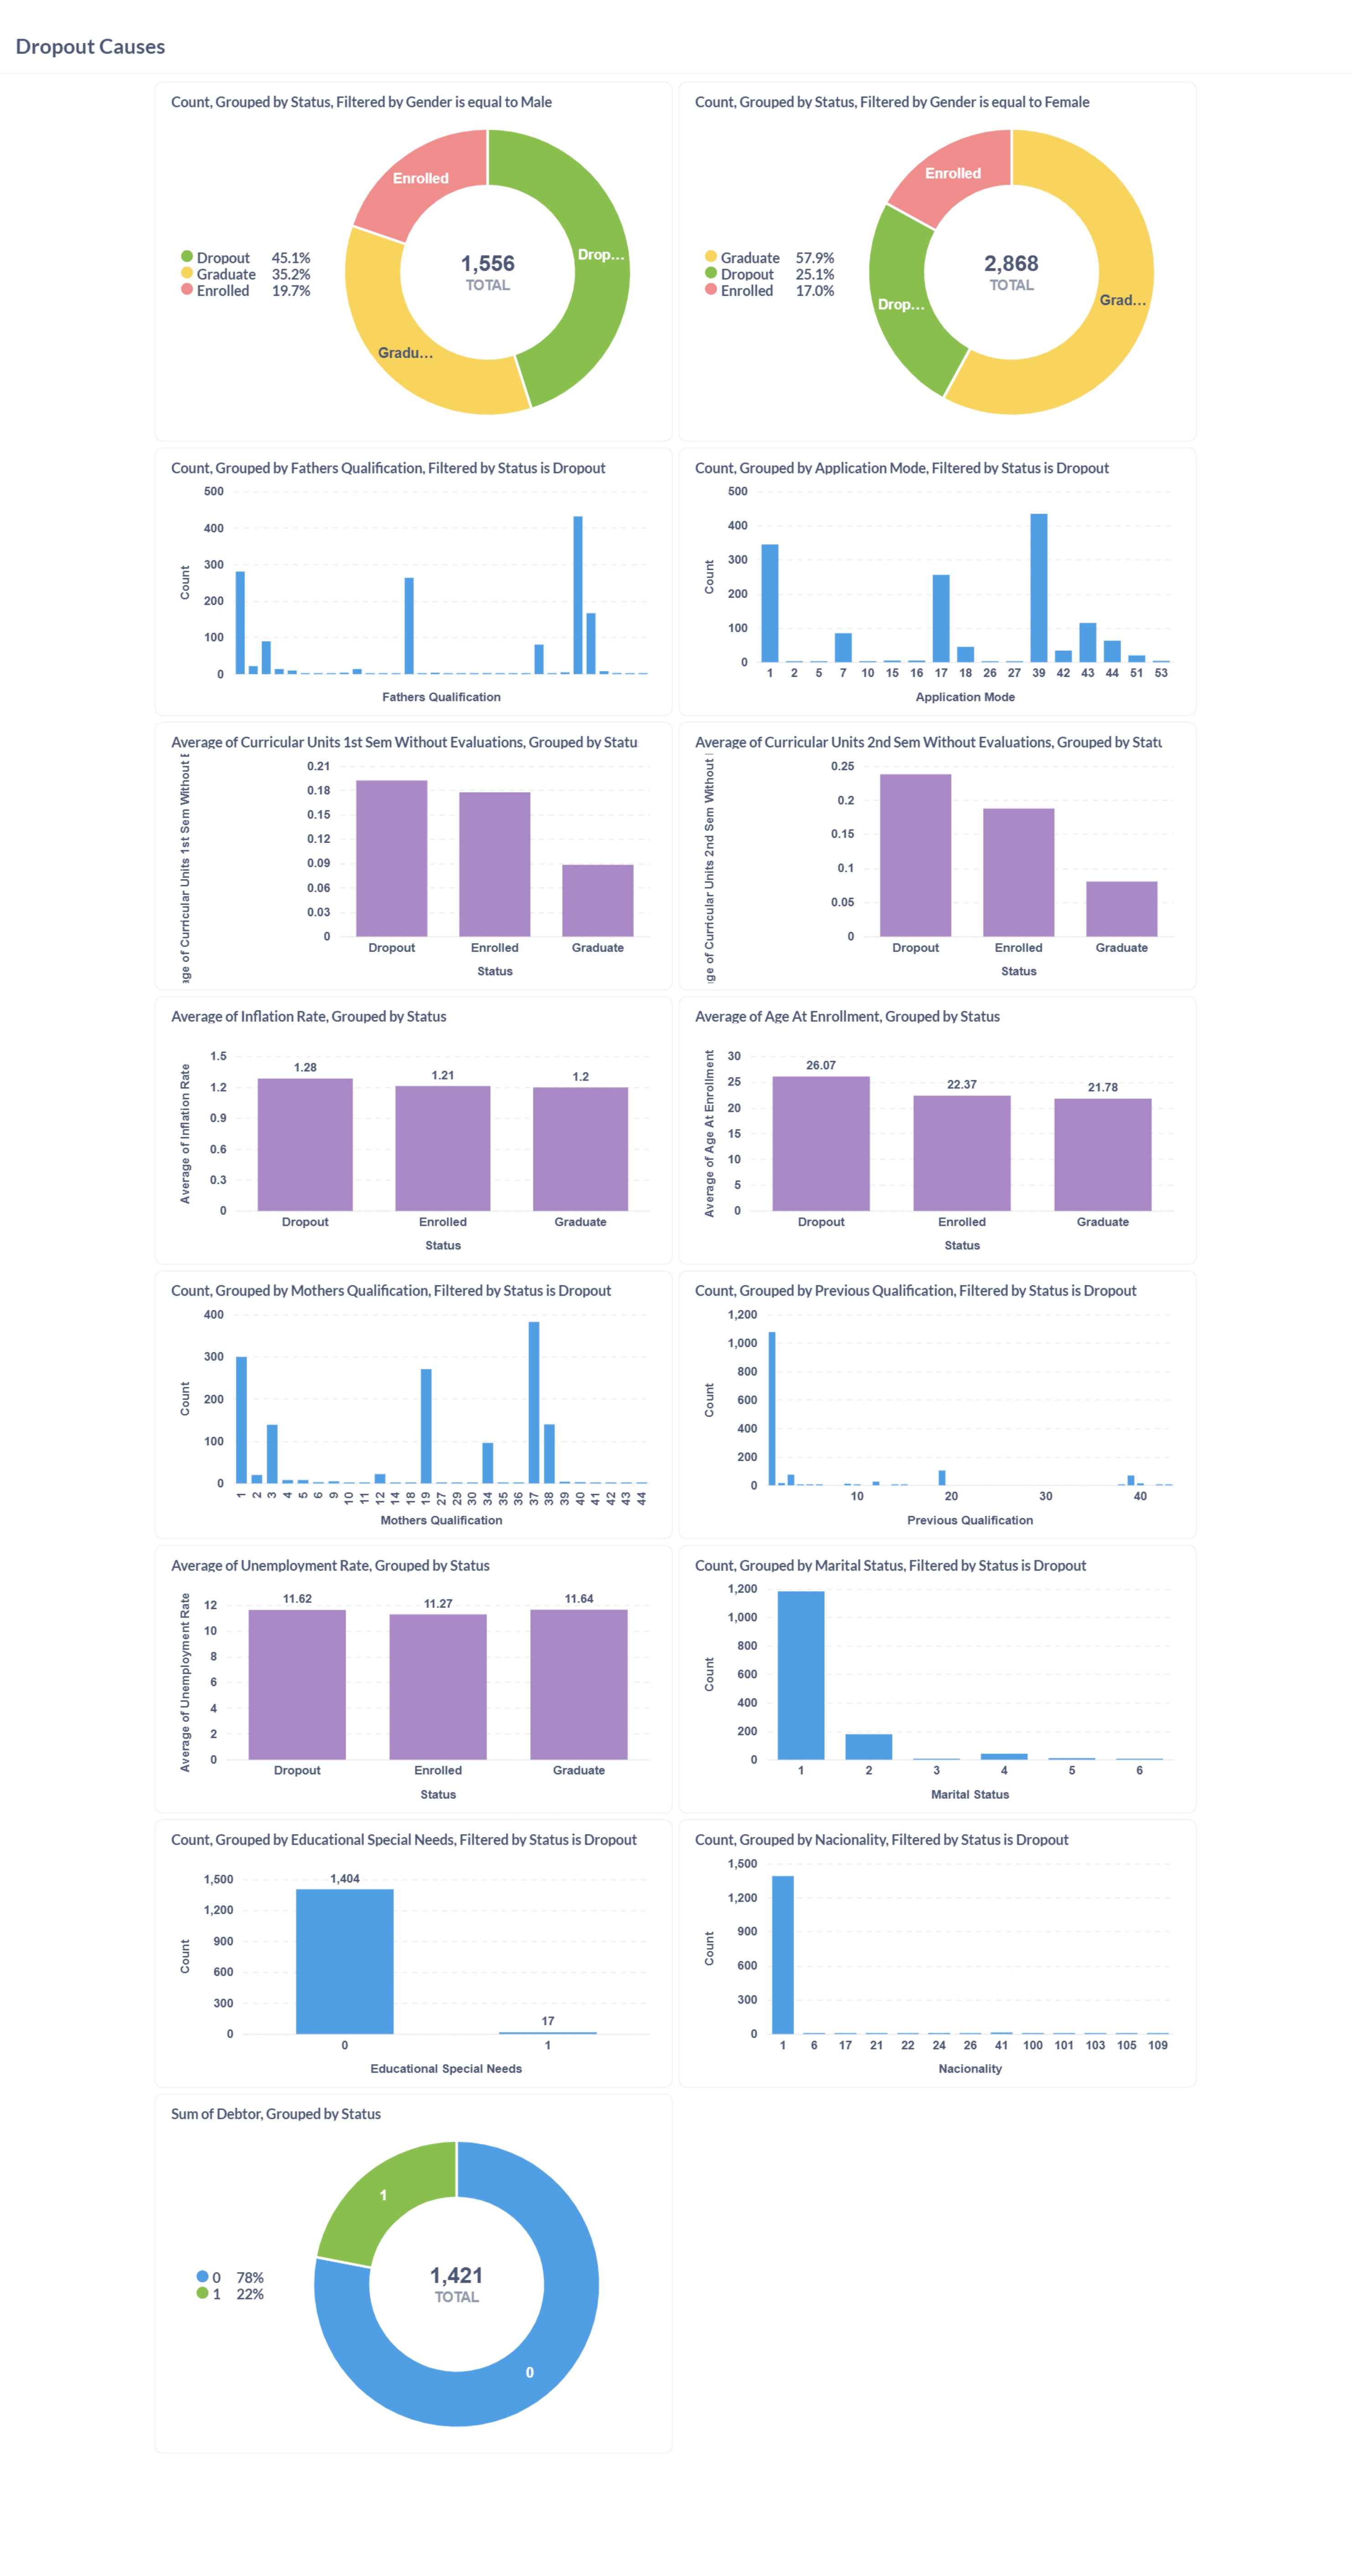 Dropout Causes
Count, Grouped by Status, Filtered by Gender is equal to Male
Dropout 45.1%
Graduate 35.2%
Enrolled 19.7%
Enrolled
Drop...
Gradu...
1,556
TOTAL
Count, Grouped by Status, Filtered by Gender is equal to Female
Graduate 57.9%
Dropout 25.1%
Enrolled 17.0%
Enrolled
Drop...
Grad...
2,868
TOTAL
Count, Grouped by Fathers Qualification, Filtered by Status is Dropout
500
400
300
200
100
0
Count
Fathers Qualification
Count, Grouped by Application Mode, Filtered by Status is Dropout
500
400
300
200
100
0
Count
1 2 5 7 10 15 16 17 18 26 27 39 42 43 44 51 53
Application Mode
Average of Curricular Units 1st Sem Without Evaluations, Grouped by Statu
age of Curricular Units 1st Sem Without E
0.21
0.18
0.15
0.12
0.09
0.06
0.03
0
Dropout Enrolled Graduate
Status
Average of Curricular Units 2nd Sem Without Evaluations, Grouped by Statu
ge of Curricular Units 2nd Sem Without
0.25
0.2
0.15
0.1
0.05
0
Dropout Enrolled Graduate
Status
Average of Inflation Rate, Grouped by Status
Average of Inflation Rate
1.5
1.2
0.9
0.6
0.3
0
1.28 1.21 1.2
Dropout Enrolled Graduate
Status
Average of Age At Enrollment, Grouped by Status
Average of Age At Enrollment
30
25
20
15
10
5
0
26.07 22.37 21.78
Dropout Enrolled Graduate
Status
Count, Grouped by Mothers Qualification, Filtered by Status is Dropout
400
300
200
100
0
Count
1 2 3 4 5 6 9 10 11 12 14 18 19 27 29 30 34 35 36 37 38 39 40 41 42 43 44
Mothers Qualification
Count, Grouped by Previous Qualification, Filtered by Status is Dropout
1,200
1,000
800
600
400
200
0
Count
10 20 30 40
Previous Qualification
Average of Unemployment Rate, Grouped by Status
Average of Unemployment Rate
12
10
8
6
4
2
0
11.62 11.27 11.64
Dropout Enrolled Graduate
Status
Count, Grouped by Marital Status, Filtered by Status is Dropout
1,200
1,000
800
600
400
200
0
Count
1 2 3 4 5 6
Marital Status
Count, Grouped by Educational Special Needs, Filtered by Status is Dropout
1,500
1,200
900
600
300
0
Count
1,404 17
0 1
Educational Special Needs
Count, Grouped by Nacionality, Filtered by Status is Dropout
1,500
1,200
900
600
300
0
Count
1 6 17 21 22 24 26 41 100 101 103 105 109
Nacionality
Sum of Debtor, Grouped by Status
0 78%
1 22%
1
0
1,421
TOTAL